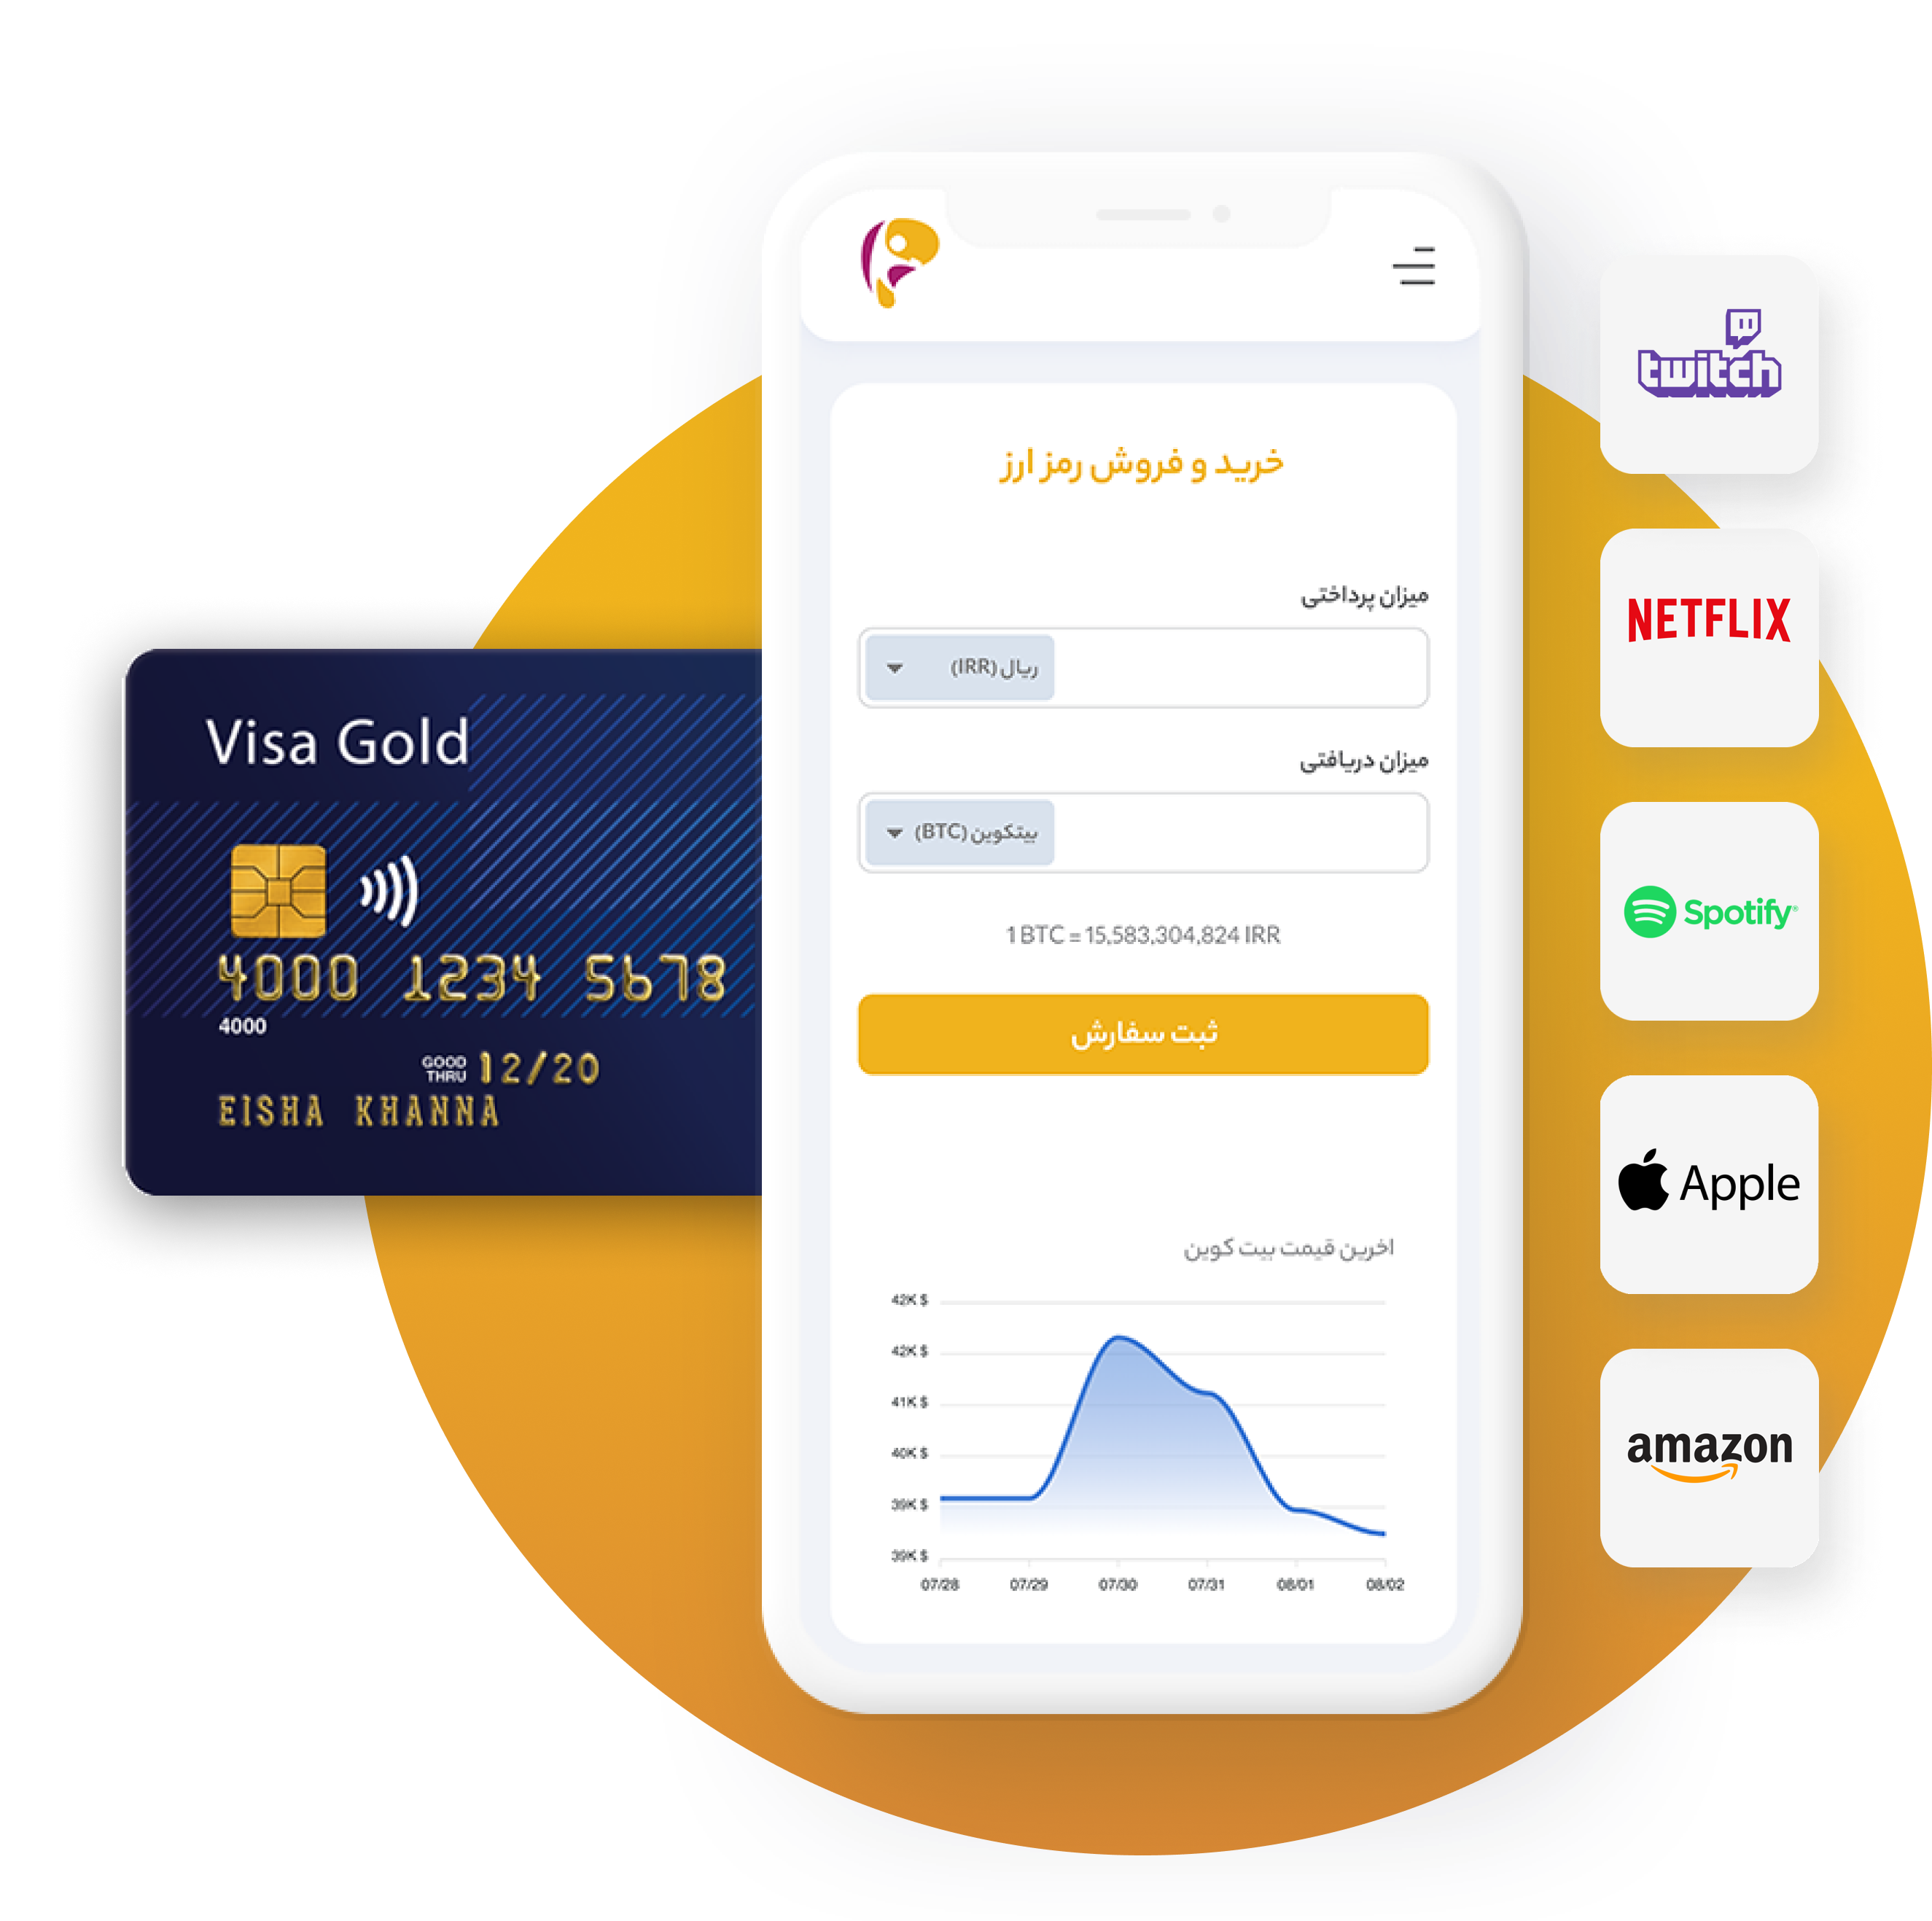 Visa Gold
4000 1234 5678
4000
GOOD THRU 12/20
EISHA KHANNA
خرید و فروش رمز ارز
میزان پرداختی
ریال (IRR)
میزان دریافتی
بیتکوین (BTC)
1 BTC = 15,583,304,824 IRR
ثبت سفارش
اخرین قیمت بیت کوین
42K $
42K $
41K $
40K $
39K $
39K $
07/28 07/29 07/30 07/31 08/01 08/02
twitch
NETFLIX
Spotify®
Apple
amazon